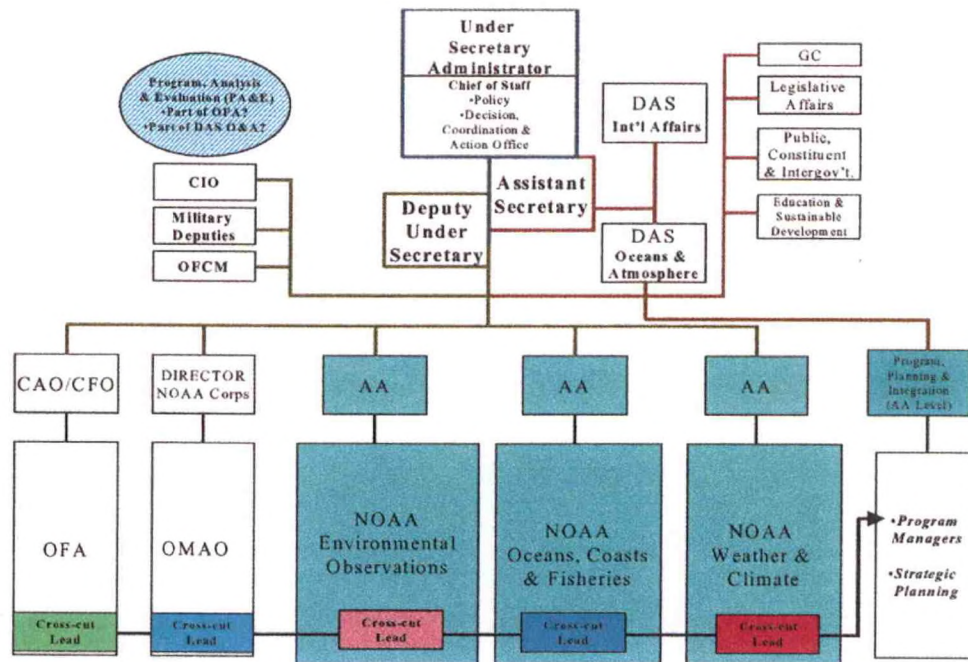 Under
Secretary
Administrator
Chief of Staff
•Policy
•Decision,
Coordination &
Action Office
Program, Analysis
& Evaluation (PA&E)
•Part of OFA?
•Part of DAS O&A?
CIO
Military
Deputies
OFCM
Deputy
Under
Secretary
Assistant
Secretary
DAS
Int'l Affairs
DAS
Oceans &
Atmosphere
GC
Legislative
Affairs
Public,
Constituent
& Intergov't.
Education &
Sustainable
Development
CAO/CFO
DIRECTOR
NOAA Corps
AA
AA
AA
Program,
Planning &
Integration
(AA Level)
OFA
OMAO
NOAA
Environmental
Observations
NOAA
Oceans, Coasts
& Fisheries
NOAA
Weather &
Climate
•Program
Managers
•Strategic
Planning
Cross-cut
Lead
Cross-cut
Lead
Cross-cut
Lead
Cross-cut
Lead
Cross-cut
Lead